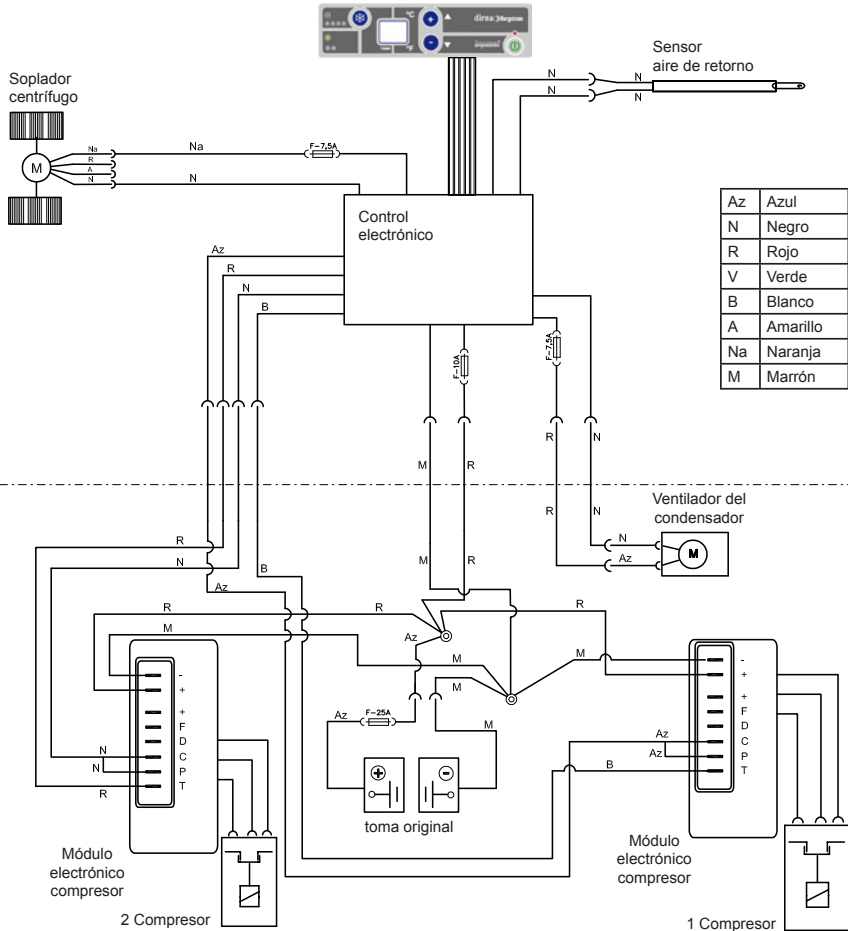 °C
°F
dirna
Bergstrom
Sensor
aire de retorno
N
N
N
N
Soplador
centrífugo
M
Na
R
A
N
Na
N
F-7,5A
Control
electrónico
Az Azul
N Negro
R Rojo
V Verde
B Blanco
A Amarillo
Na Naranja
M Marrón
Az
R
N
B
F-10A
F-7,5A
M
R
R
N
Ventilador del
condensador
R
N
N
Az
M
R
N
B
Az
M
R
R
M
R
Az
R
M
M
M
Az
F-25A
M
toma original
-
+
+
F
D
C
P
T
N
N
R
Módulo
electrónico
compresor
2 Compresor
-
+
+
F
D
C
P
T
Az
Az
B
Módulo
electrónico
compresor
1 Compresor